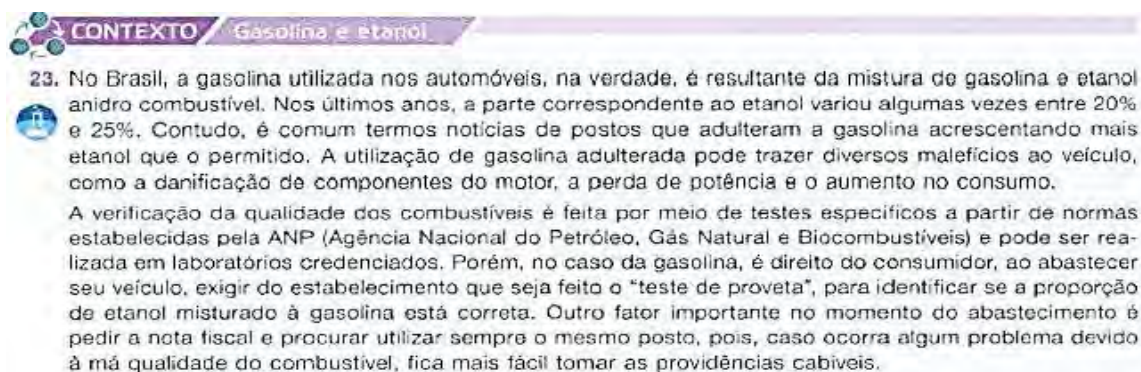 CONTEXTO Gasolina e etanol
23. No Brasil, a gasolina utilizada nos automóveis, na verdade, é resultante da mistura de gasolina e etanol
anidro combustível. Nos últimos anos, a parte correspondente ao etanol variou algumas vezes entre 20%
e 25%. Contudo, é comum termos notícias de postos que adulteram a gasolina acrescentando mais
etanol que o permitido. A utilização de gasolina adulterada pode trazer diversos malefícios ao veículo,
como a danificação de componentes do motor, a perda de potência e o aumento no consumo.
A verificação da qualidade dos combustíveis é feita por meio de testes específicos a partir de normas
estabelecidas pela ANP (Agência Nacional do Petróleo, Gás Natural e Biocombustíveis) e pode ser rea-
lizada em laboratórios credenciados. Porém, no caso da gasolina, é direito do consumidor, ao abastecer
seu veículo, exigir do estabelecimento que seja feito o "teste de proveta", para identificar se a proporção
de etanol misturado à gasolina está correta. Outro fator importante no momento do abastecimento é
pedir a nota fiscal e procurar utilizar sempre o mesmo posto, pois, caso ocorra algum problema devido
à má qualidade do combustível, fica mais fácil tomar as providências cabíveis.